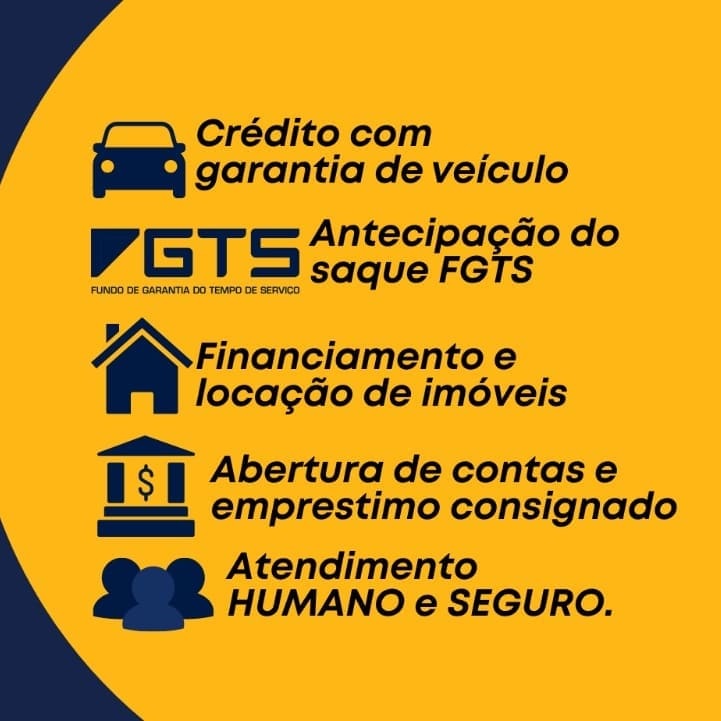 Crédito com
garantia de veículo
FGTS
FUNDO DE GARANTIA DO TEMPO DE SERVIÇO
Antecipação do
saque FGTS
Financiamento e
locação de imóveis
$
Abertura de contas e
emprestimo consignado
Atendimento
HUMANO e SEGURO.